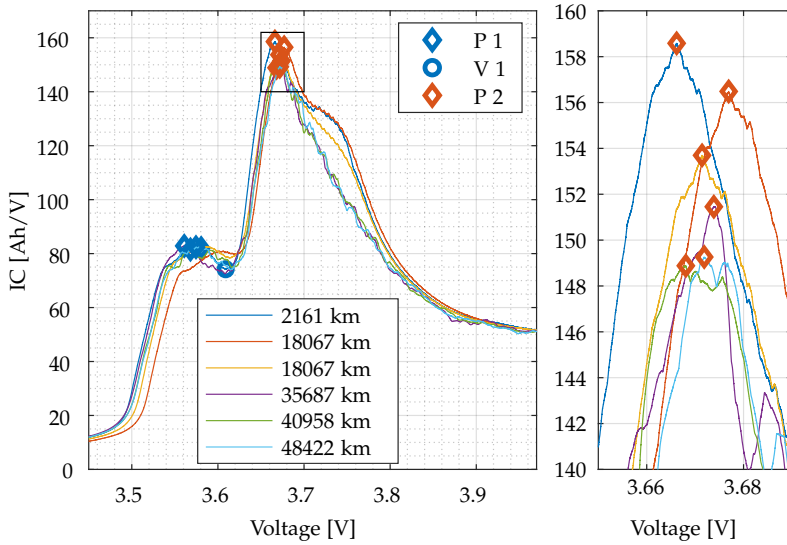 IC [Ah/V]
160
140
120
100
80
60
40
20
0
3.5 3.6 3.7 3.8 3.9
Voltage [V]
P 1
V 1
P 2
2161 km
18067 km
18067 km
35687 km
40958 km
48422 km
160
158
156
154
152
150
148
146
144
142
140
3.66 3.68
Voltage [V]